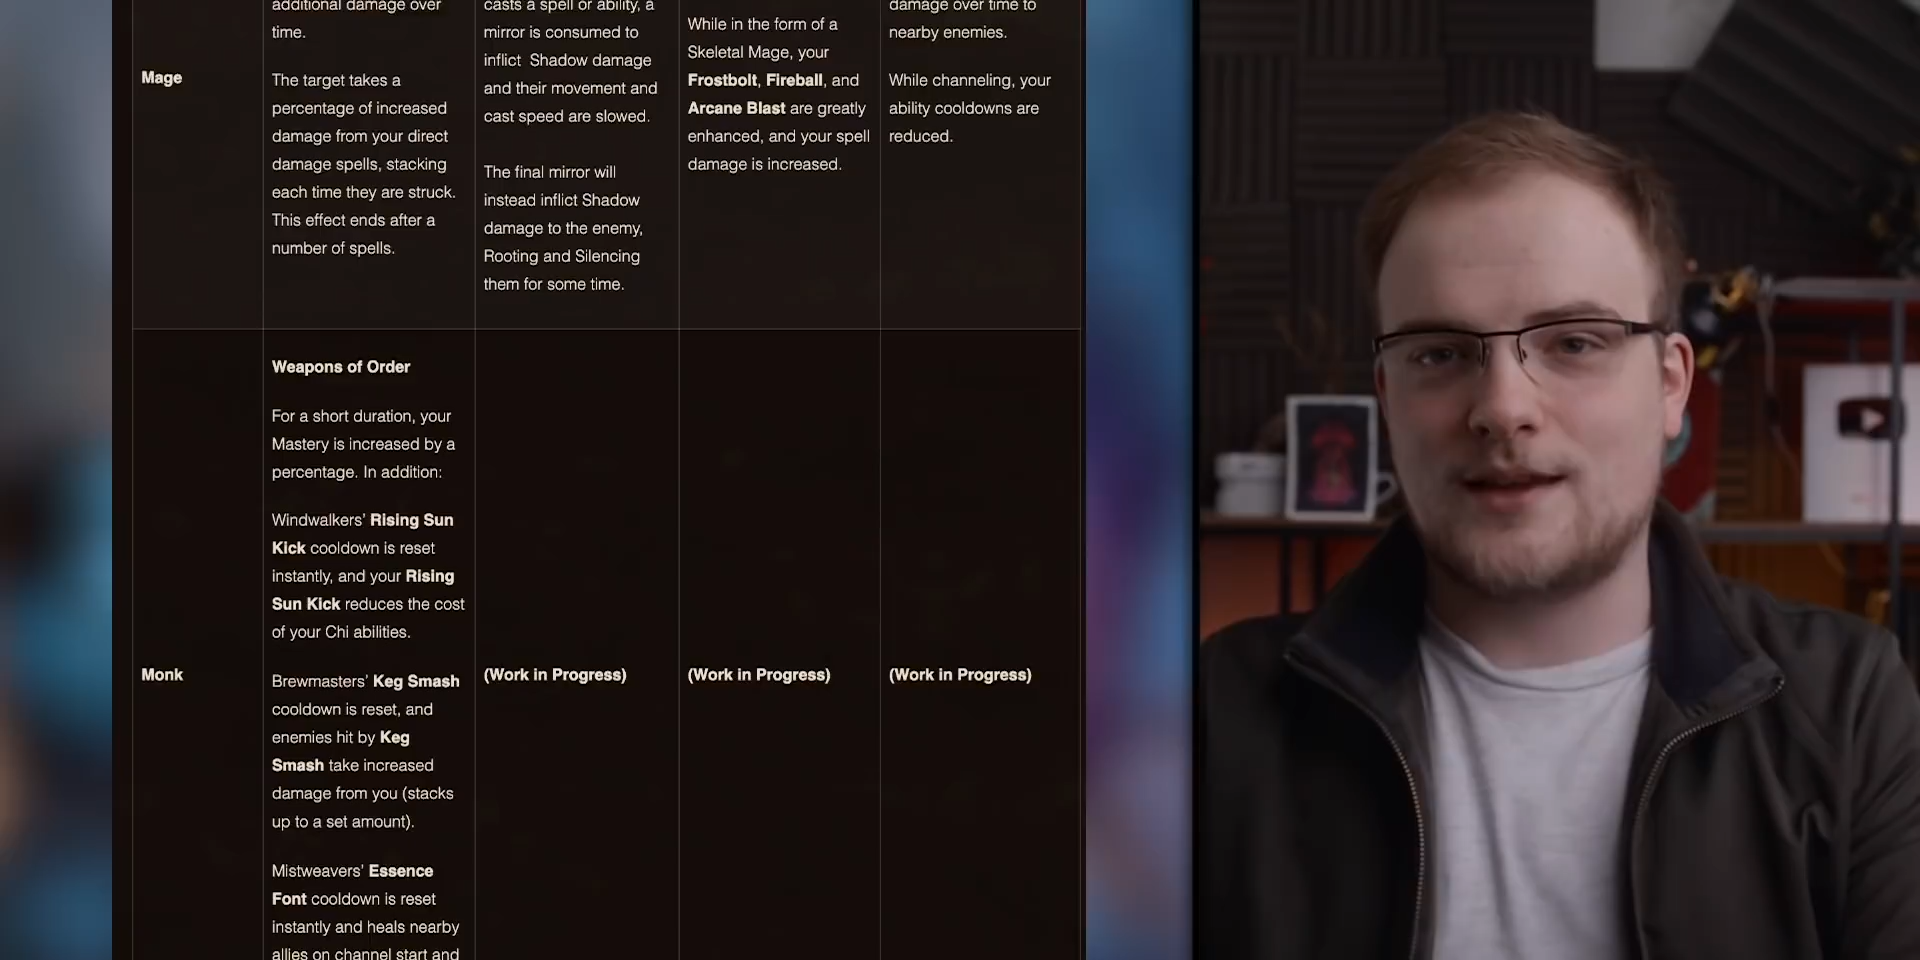 additional damage over
time.
The target takes a
percentage of increased
damage from your direct
damage spells, stacking
each time they are struck.
This effect ends after a
number of spells.
casts a spell or ability, a
mirror is consumed to
inflict Shadow damage
and their movement and
cast speed are slowed.
The final mirror will
instead inflict Shadow
damage to the enemy,
Rooting and Silencing
them for some time.
While in the form of a
Skeletal Mage, your
Frostbolt, Fireball, and
Arcane Blast are greatly
enhanced, and your spell
damage is increased.
damage over time to
nearby enemies.
While channeling, your
ability cooldowns are
reduced.
Mage
Weapons of Order
For a short duration, your
Mastery is increased by a
percentage. In addition:
Windwalkers' Rising Sun
Kick cooldown is reset
instantly, and your Rising
Sun Kick reduces the cost
of your Chi abilities.
Brewmasters' Keg Smash
cooldown is reset, and
enemies hit by Keg
Smash take increased
damage from you (stacks
up to a set amount).
Mistweavers' Essence
Font cooldown is reset
instantly and heals nearby
allies on channel start and
Monk
(Work in Progress)
(Work in Progress)
(Work in Progress)